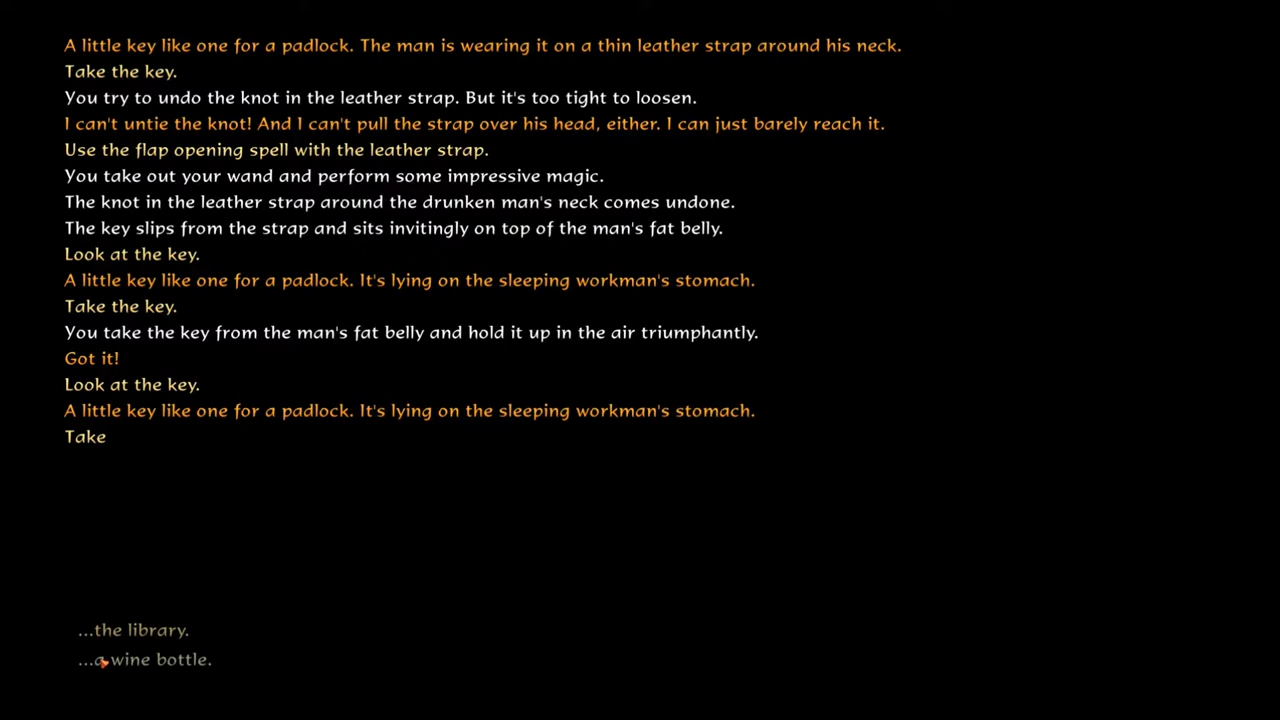 A little key like one for a padlock. The man is wearing it on a thin leather strap around his neck.
Take the key.
You try to undo the knot in the leather strap. But it's too tight to loosen.
I can't untie the knot! And I can't pull the strap over his head, either. I can just barely reach it.
Use the flap opening spell with the leather strap.
You take out your wand and perform some impressive magic.
The knot in the leather strap around the drunken man's neck comes undone.
The key slips from the strap and sits invitingly on top of the man's fat belly.
Look at the key.
A little key like one for a padlock. It's lying on the sleeping workman's stomach.
Take the key.
You take the key from the man's fat belly and hold it up in the air triumphantly.
Got it!
Look at the key.
A little key like one for a padlock. It's lying on the sleeping workman's stomach.
Take
...the library.
...a wine bottle.